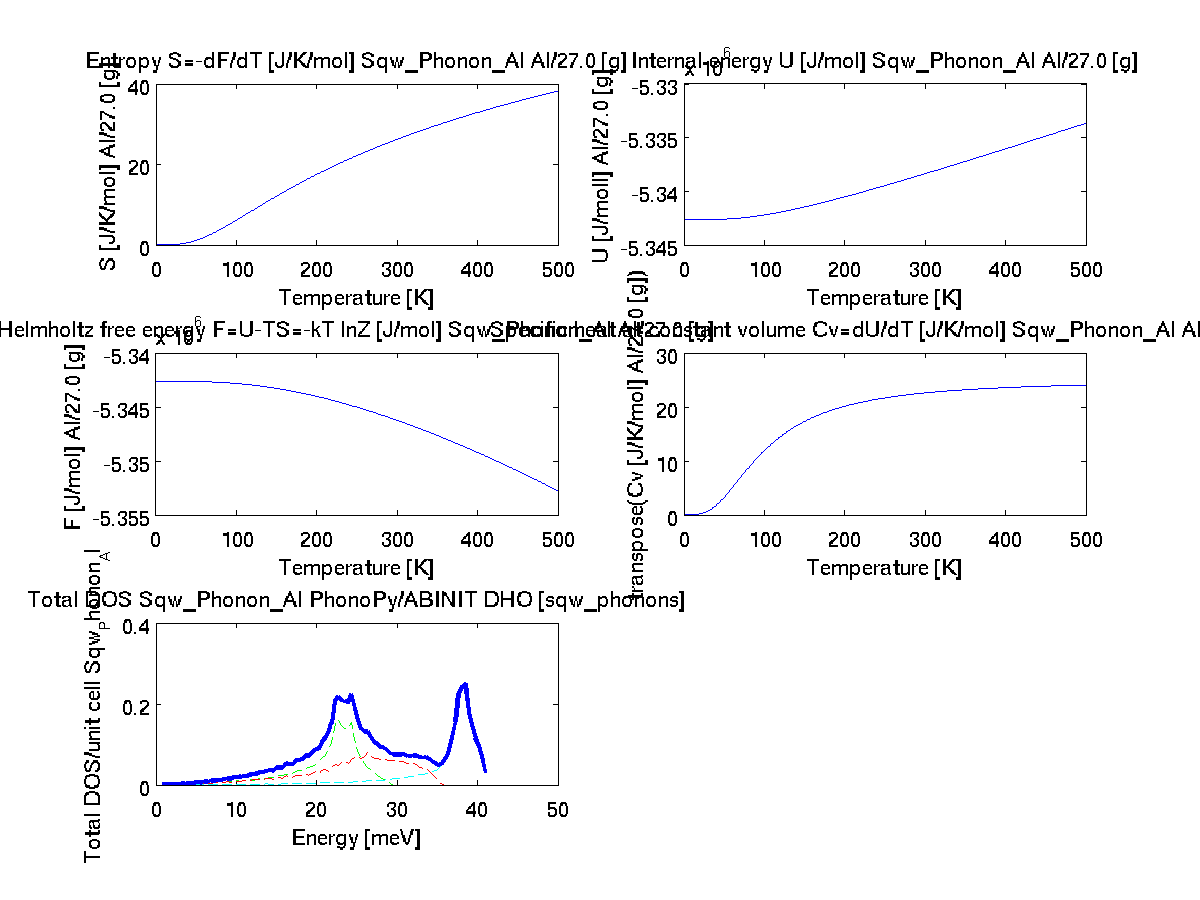 Entropy S=-dF/dT [J/K/mol] Sqw_Phonon_Al Al/27.0 [g]
S [J/K/mol] Al/27.0 [g]
40
20
0
0 100 200 300 400 500
Temperature [K]
Internal energy U [J/mol] Sqw_Phonon_Al Al/27.0 [g]
x 10^6
U [J/mol] Al/27.0 [g]
-5.33
-5.335
-5.34
-5.345
0 100 200 300 400 500
Temperature [K]
Helmholtz free energy F=U-TS=-kT lnZ [J/mol] Sqw_Phonon_Al Al/27.0 [g]
x 10^6
F [J/mol] Al/27.0 [g]
-5.34
-5.345
-5.35
-5.355
0 100 200 300 400 500
Temperature [K]
Specific heat at constant volume Cv=dU/dT [J/K/mol] Sqw_Phonon_Al Al
transpose(Cv [J/K/mol] Al/27.0 [g])
30
20
10
0
0 100 200 300 400 500
Temperature [K]
Total DOS Sqw_Phonon_Al PhonoPy/ABINIT DHO [sqw_phonons]
Total DOS/unit cell Sqw_Phonon_Al
0.4
0.2
0
0 10 20 30 40 50
Energy [meV]